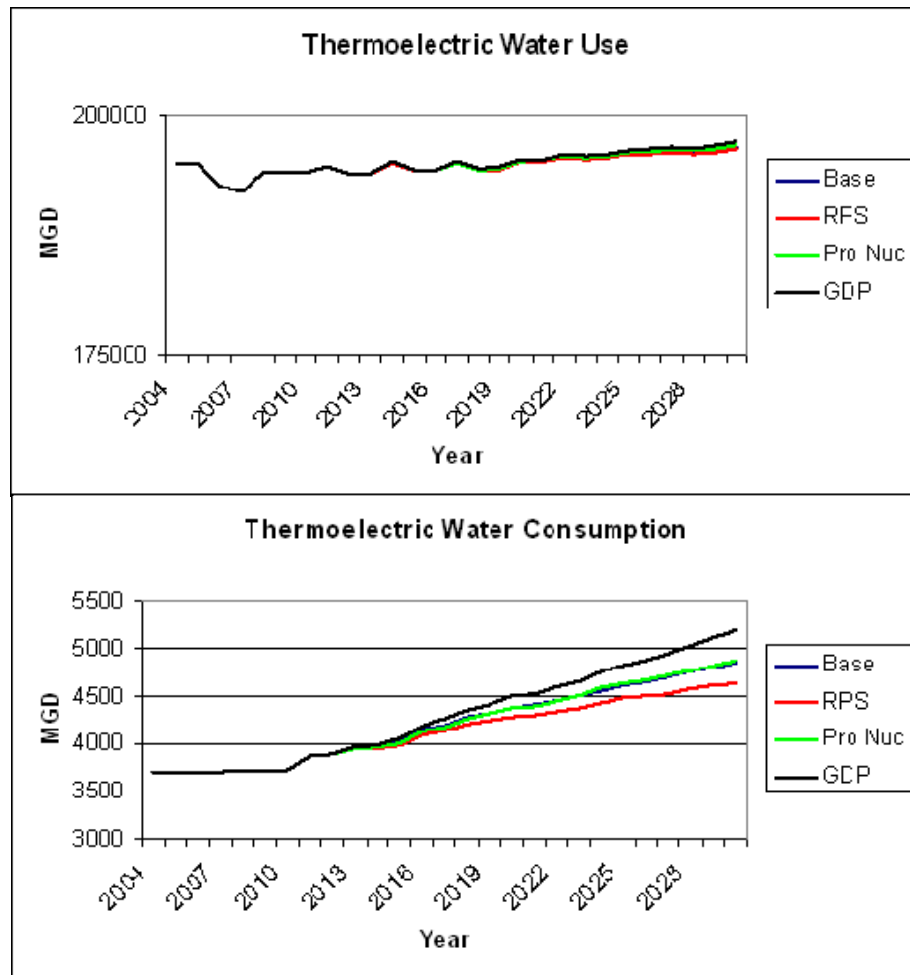 Thermoelectric Water Use
200000
175000
MGD
2004
2007
2010
2013
2016
2019
2022
2025
2028
Year
Base
RFS
Pro Nuc
GDP
Thermoelectric Water Consumption
5500
5000
4500
4000
3500
3000
MGD
2004
2007
2010
2013
2016
2019
2022
2025
2028
Year
Base
RPS
Pro Nuc
GDP